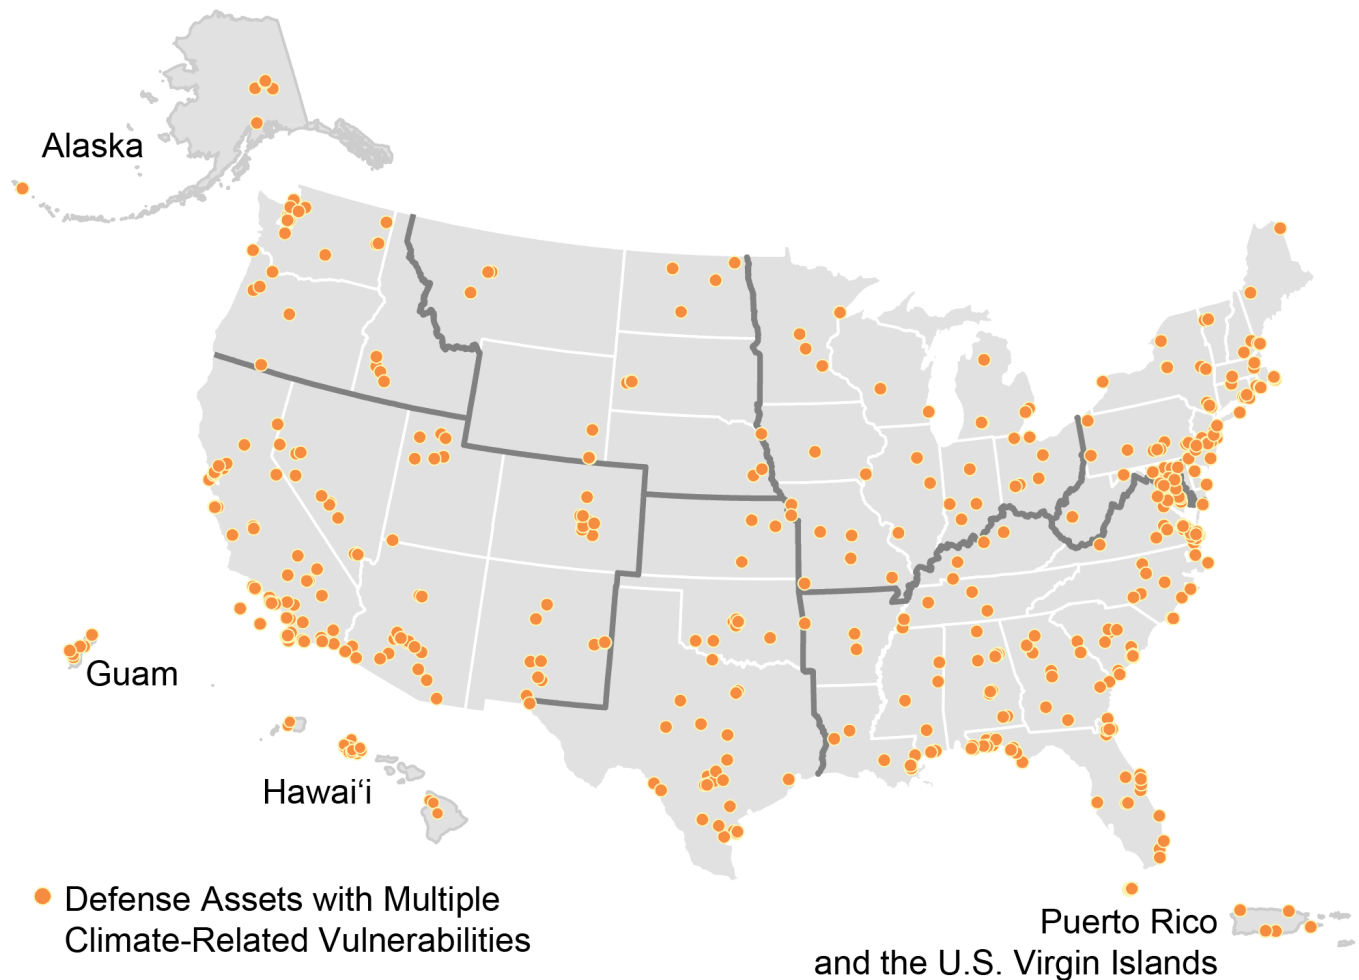 Alaska
Guam
Hawai‘i
Defense Assets with Multiple
Climate-Related Vulnerabilities
Puerto Rico
and the U.S. Virgin Islands